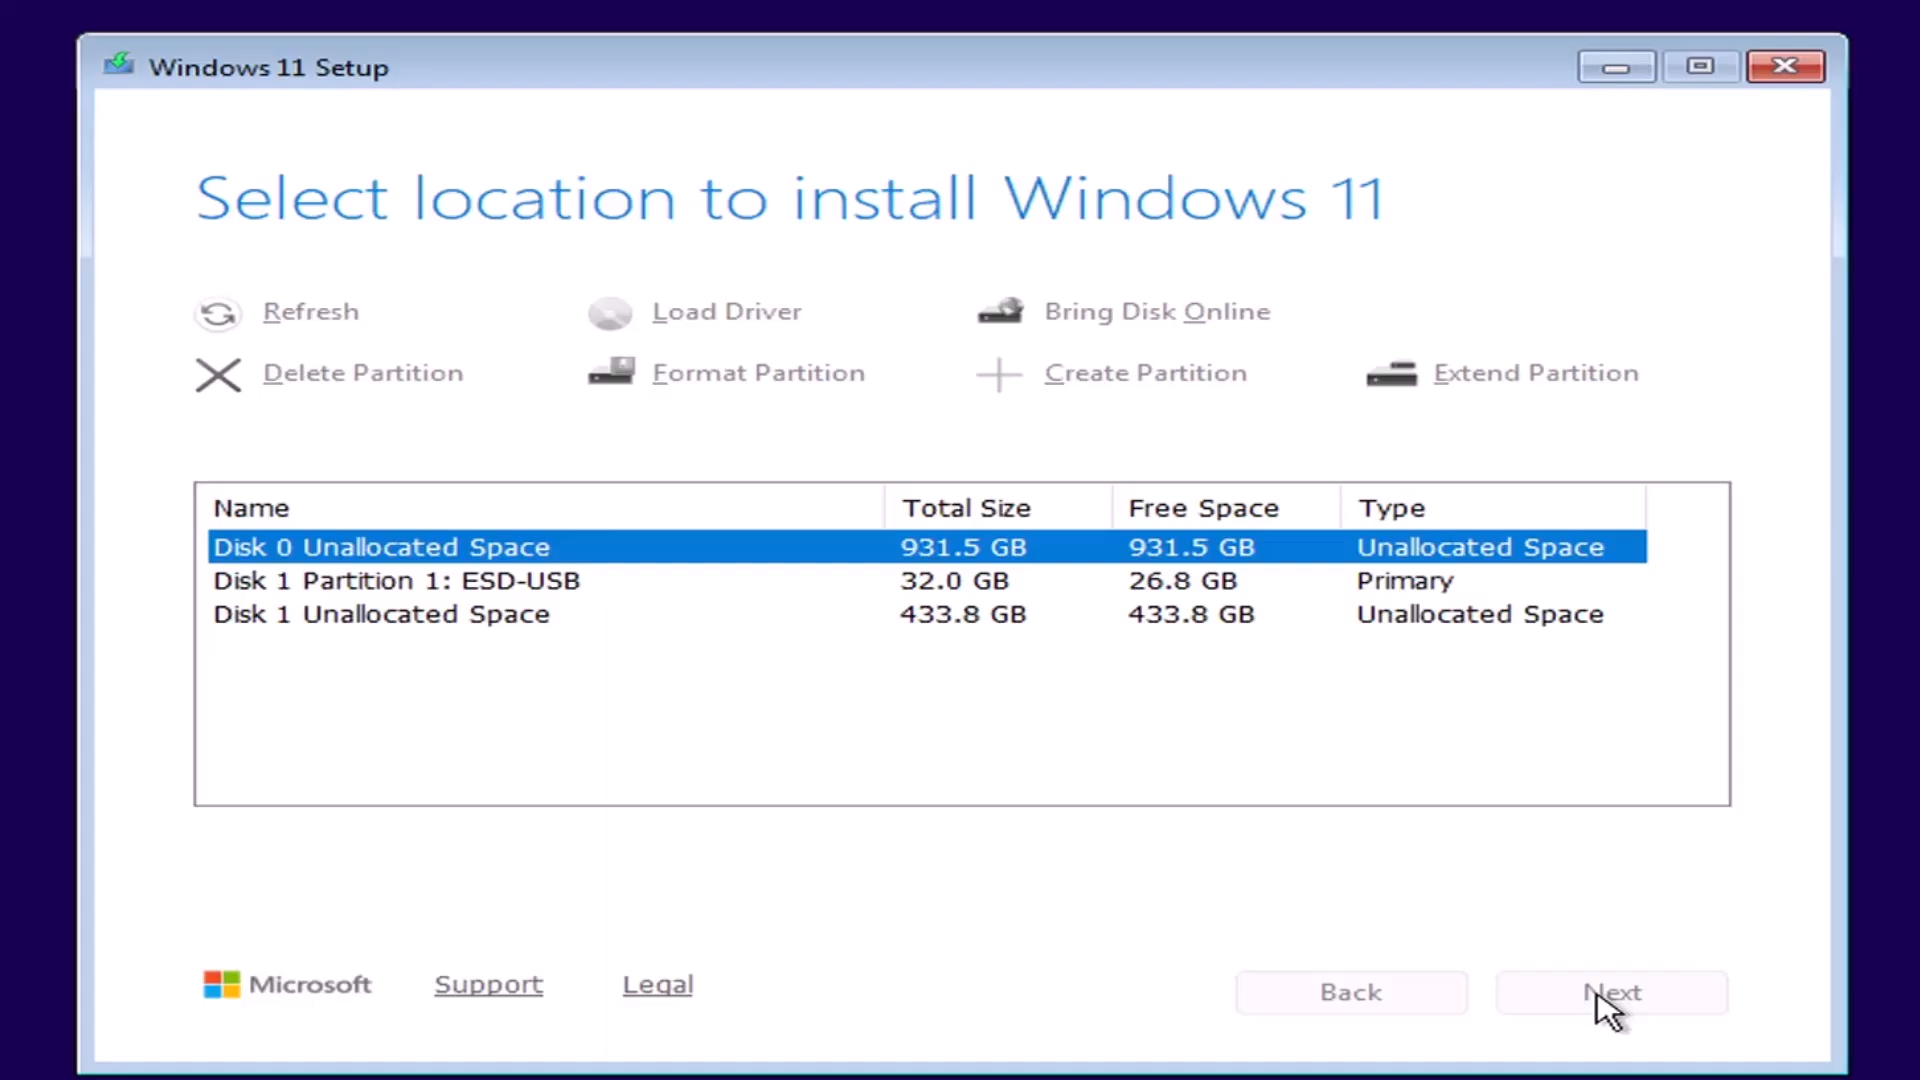 Windows 11 Setup
Select location to install Windows 11
Refresh Load Driver Bring Disk Online
Delete Partition Format Partition Create Partition Extend Partition
Name Total Size Free Space Type
Disk 0 Unallocated Space 931.5 GB 931.5 GB Unallocated Space
Disk 1 Partition 1: ESD-USB 32.0 GB 26.8 GB Primary
Disk 1 Unallocated Space 433.8 GB 433.8 GB Unallocated Space
Microsoft Support Legal Back Next